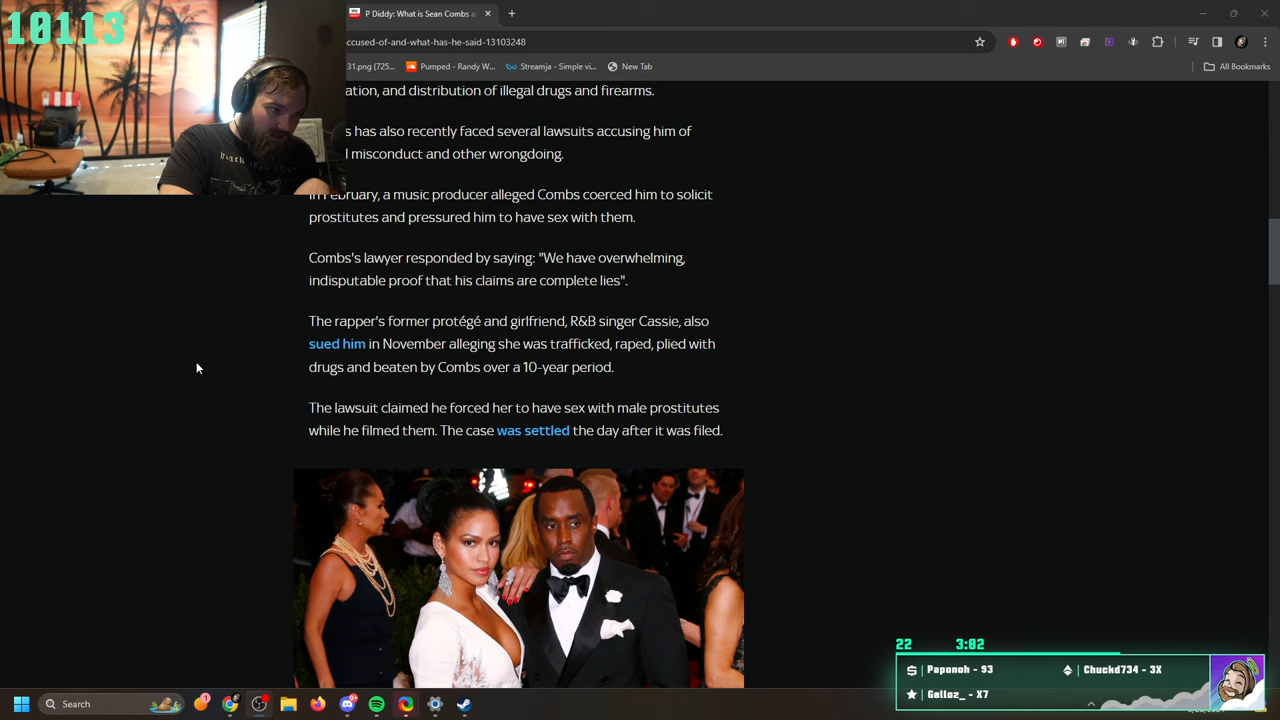 10113
P Diddy: What is Sean Combs a
ccused-of-and-what-has-he-said-13103248
31.png (725...
Pumped - Randy W...
Streamja - Simple vi...
New Tab
All Bookmarks
ation, and distribution of illegal drugs and firearms.
s has also recently faced several lawsuits accusing him of
l misconduct and other wrongdoing.
In February, a music producer alleged Combs coerced him to solicit
prostitutes and pressured him to have sex with them.
Combs's lawyer responded by saying: "We have overwhelming,
indisputable proof that his claims are complete lies".
The rapper's former protégé and girlfriend, R&B singer Cassie, also
sued him in November alleging she was trafficked, raped, plied with
drugs and beaten by Combs over a 10-year period.
The lawsuit claimed he forced her to have sex with male prostitutes
while he filmed them. The case was settled the day after it was filed.
22 3:02
Paponoh - $3
Chuckd734 - 3X
Golloz_ - X7
Search